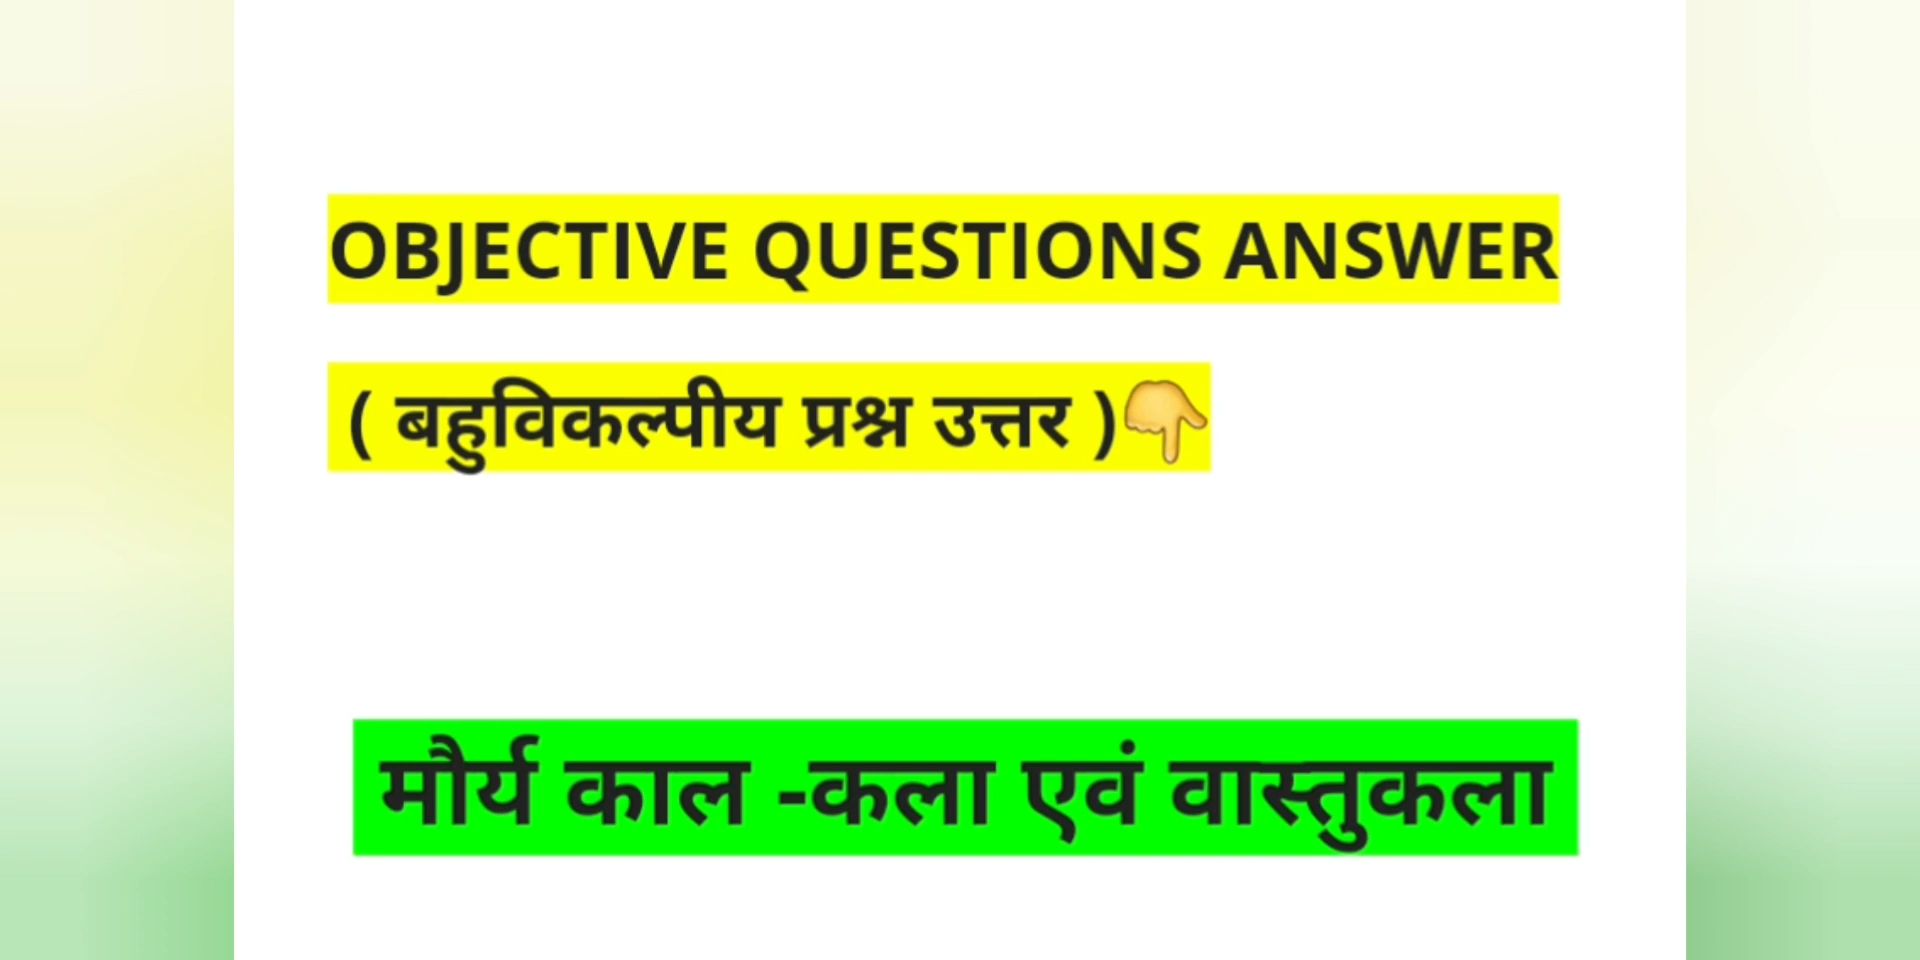 OBJECTIVE QUESTIONS ANSWER
( बहुविकल्पीय प्रश्न उत्तर )👇
मौर्य काल -कला एवं वास्तुकला